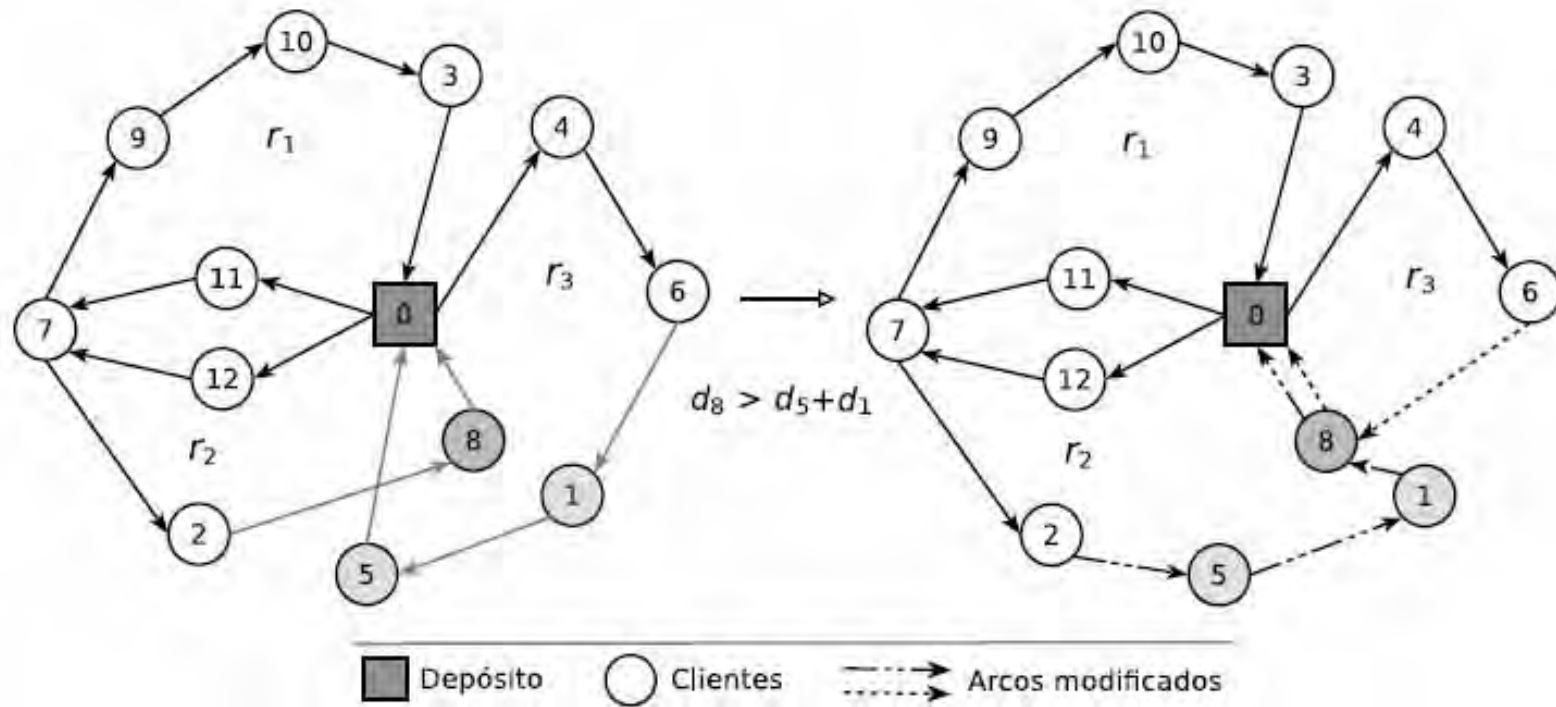 10
3
9
r₁
4
11
r₃
6
7
0
12
r₂
8
2
1
5
d₈ > d₅+d₁
10
3
9
r₁
4
11
r₃
6
7
0
12
r₂
8
1
2
5
Depósito
Clientes
Arcos modificados